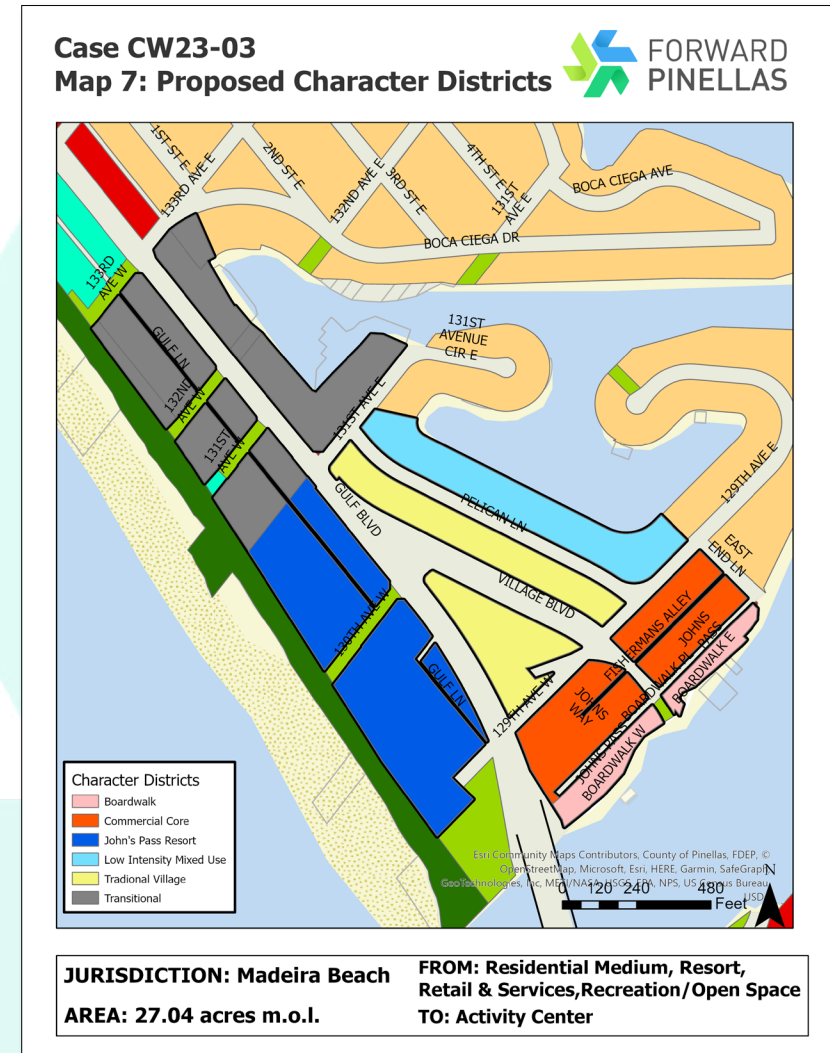 Case CW23-03
Map 7: Proposed Character Districts
FORWARD
PINELLAS
1ST ST E
133RD AVE E
2ND ST E
132ND AVE E
3RD ST E
4TH ST E
131ST
AVE E
BOCA CIEGA AVE
BOCA CIEGA DR
133RD
AVE W
GULF LN
132ND
AVE W
131ST
AVE W
131ST
AVENUE
CIR E
131ST AVE E
GULF BLVD
PELICAN LN
129TH AVE E
EAST
END LN
VILLAGE BLVD
130TH AVE W
GULF LN
129TH AVE W
FISHERMANS ALLEY
JOHNS
WAY
JOHNS PASS
BOARDWALK PL
BOARDWALK E
JOHNS PASS
BOARDWALK W
Character Districts
Boardwalk
Commercial Core
John's Pass Resort
Low Intensity Mixed Use
Tradional Village
Transitional
Esri Community Maps Contributors, County of Pinellas, FDEP, ©
OpenStreetMap, Microsoft, Esri, HERE, Garmin, SafeGraph,
GeoTechnologies, Inc, METI/NASA, USGS, EPA, NPS, US Census Bureau,
USDA
N
0 120 240 480
Feet
JURISDICTION: Madeira Beach
AREA: 27.04 acres m.o.l.
FROM: Residential Medium, Resort,
Retail & Services,Recreation/Open Space
TO: Activity Center